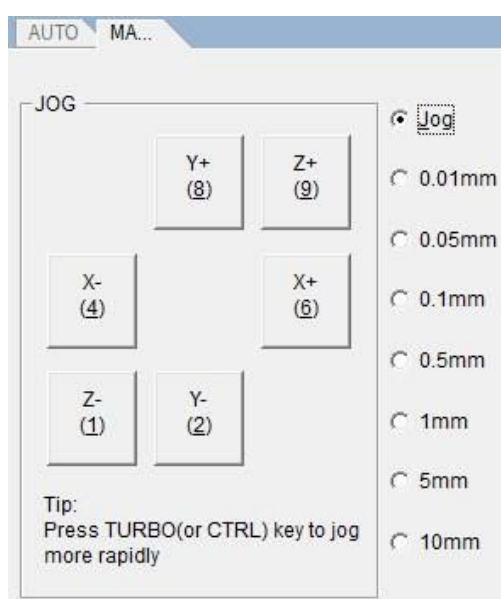 AUTO MA...
JOG
Jog
Y+
(8)
Z+
(9)
0.01mm
0.05mm
X-
(4)
X+
(6)
0.1mm
0.5mm
Z-
(1)
Y-
(2)
1mm
5mm
Tip:
Press TURBO(or CTRL) key to jog
more rapidly
10mm